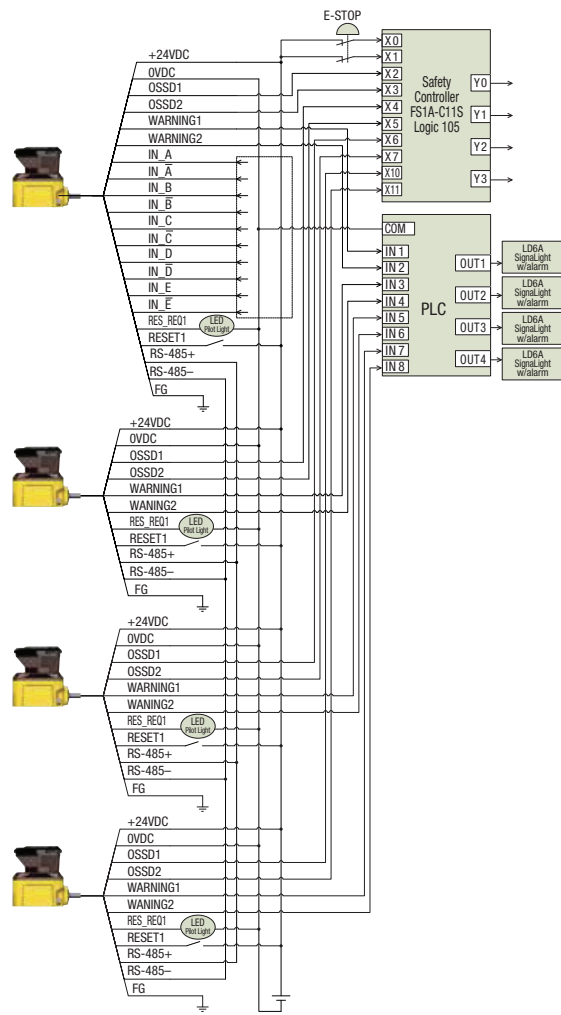 E-STOP
X0
X1
X2
X3
X4
X5
X6
X7
X10
X11
Safety
Controller
FS1A-C11S
Logic 105
Y0
Y1
Y2
Y3
COM
IN 1
IN 2
IN 3
IN 4
IN 5
IN 6
IN 7
IN 8
PLC
OUT1
OUT2
OUT3
OUT4
LD6A
SignaLight
w/alarm
LD6A
SignaLight
w/alarm
LD6A
SignaLight
w/alarm
LD6A
SignaLight
w/alarm
+24VDC
0VDC
OSSD1
OSSD2
WARNING1
WARNING2
IN_A
IN_A̅
IN_B
IN_B̅
IN_C
IN_C̅
IN_D
IN_D̅
IN_E
IN_E̅
RES_REQ1
LED
Pilot Light
RESET1
RS-485+
RS-485–
FG
+24VDC
0VDC
OSSD1
OSSD2
WARNING1
WANING2
RES_REQ1
LED
Pilot Light
RESET1
RS-485+
RS-485–
FG
+24VDC
0VDC
OSSD1
OSSD2
WARNING1
WANING2
RES_REQ1
LED
Pilot Light
RESET1
RS-485+
RS-485–
FG
+24VDC
0VDC
OSSD1
OSSD2
WARNING1
WANING2
RES_REQ1
LED
Pilot Light
RESET1
RS-485+
RS-485–
FG